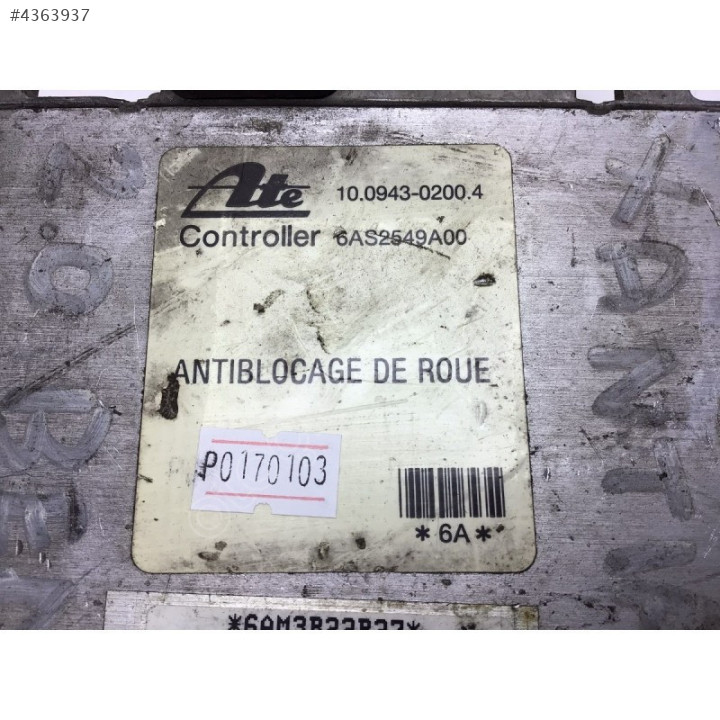 #4363937
Ate 10.0943-0200.4
Controller 6AS2549A00
ANTIBLOCAGE DE ROUE
P0170103
*6A*